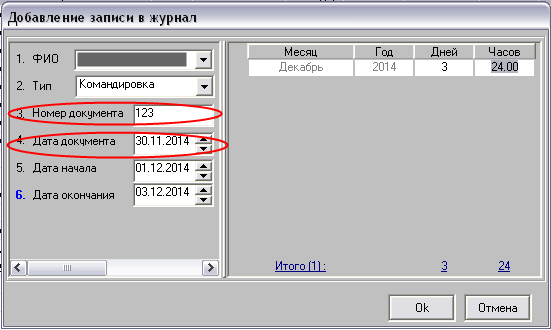 Добавление записи в журнал
1. ФИО
2. Тип Командировка
3. Номер документа 123
4. Дата документа 30.11.2014
5. Дата начала 01.12.2014
6. Дата окончания 03.12.2014
Месяц Год Дней Часов
Декабрь 2014 3 24.00
Итого (1) : 3 24
Ok Отмена